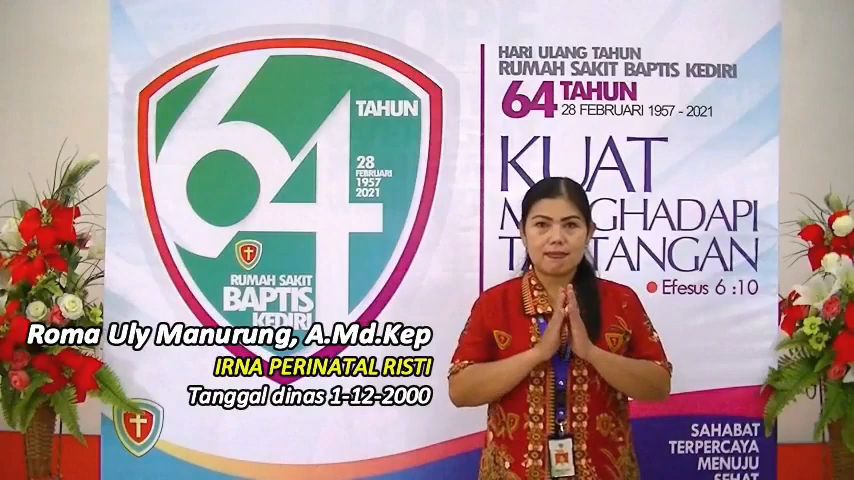 HOPE
64
TAHUN
28
FEBRUARI
1957
2021
RUMAH SAKIT
BAPTIS
KEDIRI
HARI ULANG TAHUN
RUMAH SAKIT BAPTIS KEDIRI
64 TAHUN
28 FEBRUARI 1957 - 2021
KUAT
MENGHADAPI
TANTANGAN
Efesus 6 :10
Roma Uly Manurung, A.Md.Kep
IRNA PERINATAL RISTI
Tanggal dinas 1-12-2000
SAHABAT
TERPERCAYA
MENUJU
SEHAT